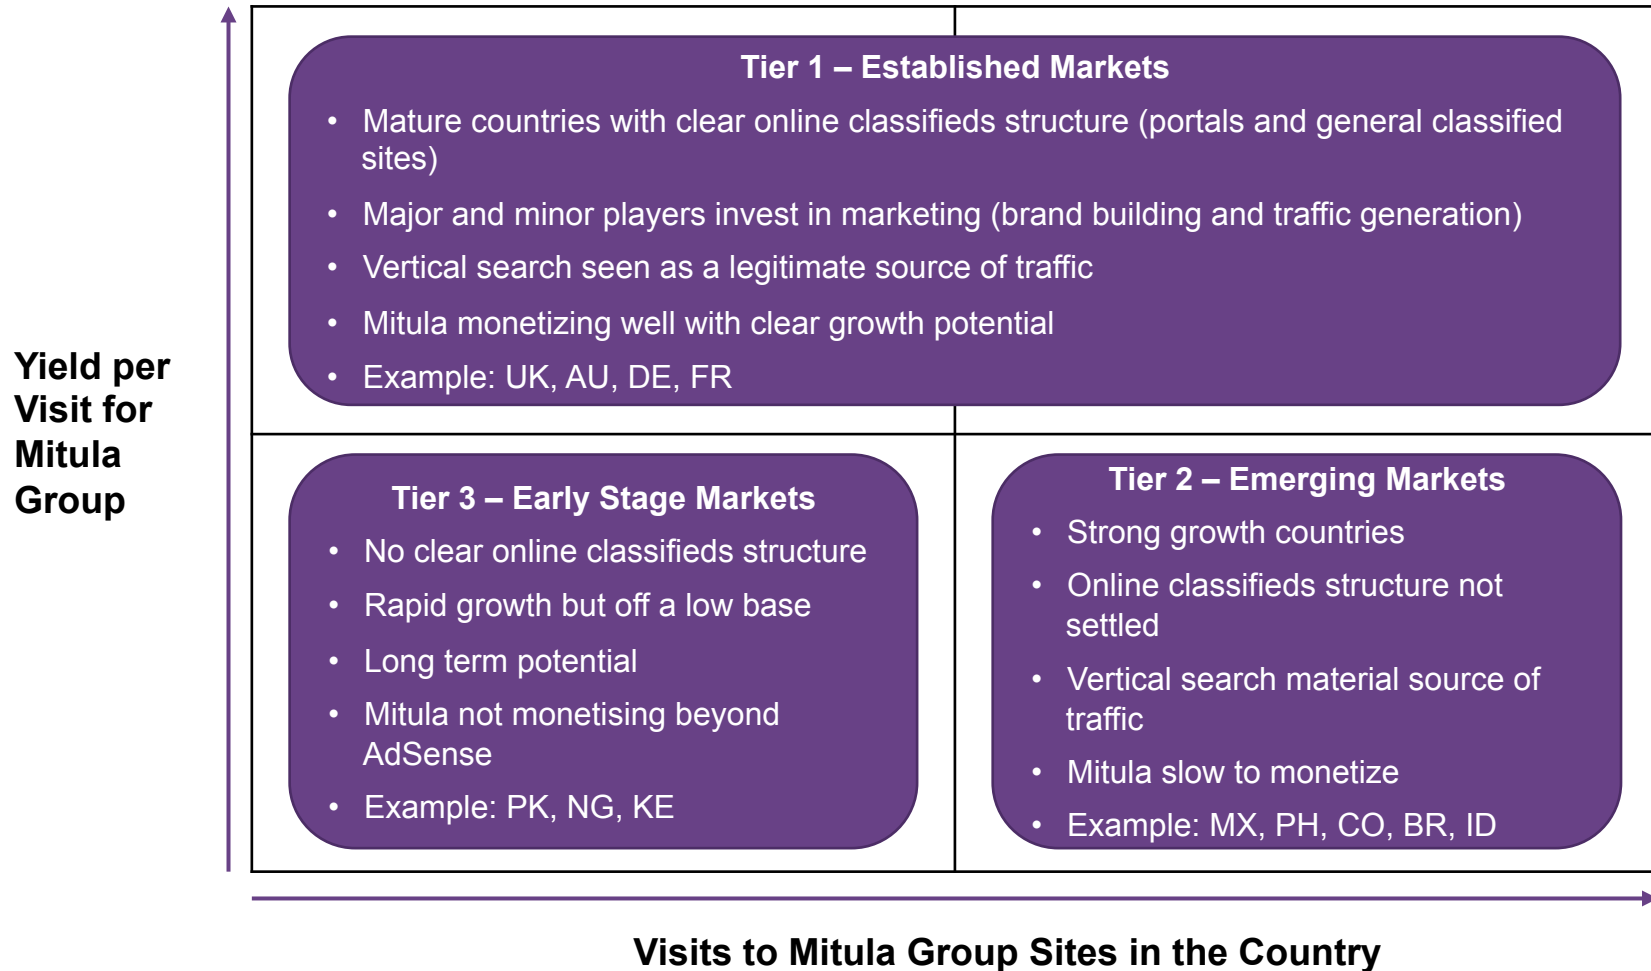 Tier 1 – Established Markets
• Mature countries with clear online classifieds structure (portals and general classified
sites)
• Major and minor players invest in marketing (brand building and traffic generation)
• Vertical search seen as a legitimate source of traffic
• Mitula monetizing well with clear growth potential
• Example: UK, AU, DE, FR
Yield per
Visit for
Mitula
Group
Tier 3 – Early Stage Markets
• No clear online classifieds structure
• Rapid growth but off a low base
• Long term potential
• Mitula not monetising beyond
AdSense
• Example: PK, NG, KE
Tier 2 – Emerging Markets
• Strong growth countries
• Online classifieds structure not
settled
• Vertical search material source of
traffic
• Mitula slow to monetize
• Example: MX, PH, CO, BR, ID
Visits to Mitula Group Sites in the Country